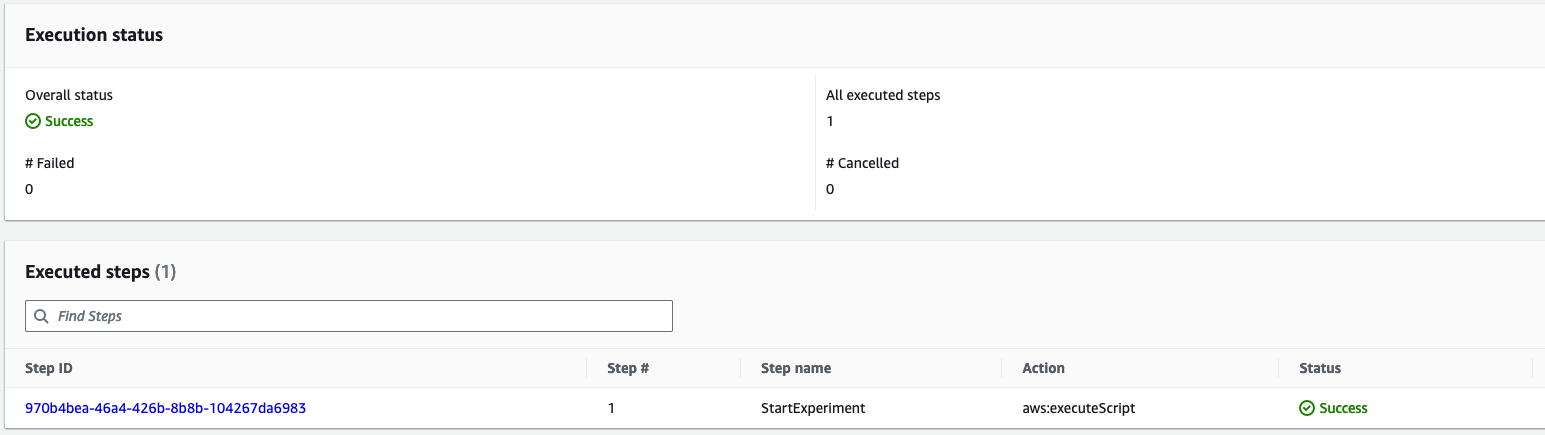 Execution status
Overall status
Success
All executed steps
1
# Failed
0
# Cancelled
0
Executed steps (1)
Find Steps
Step ID Step # Step name Action Status
970b4bea-46a4-426b-8b8b-104267da6983 1 StartExperiment aws:executeScript Success